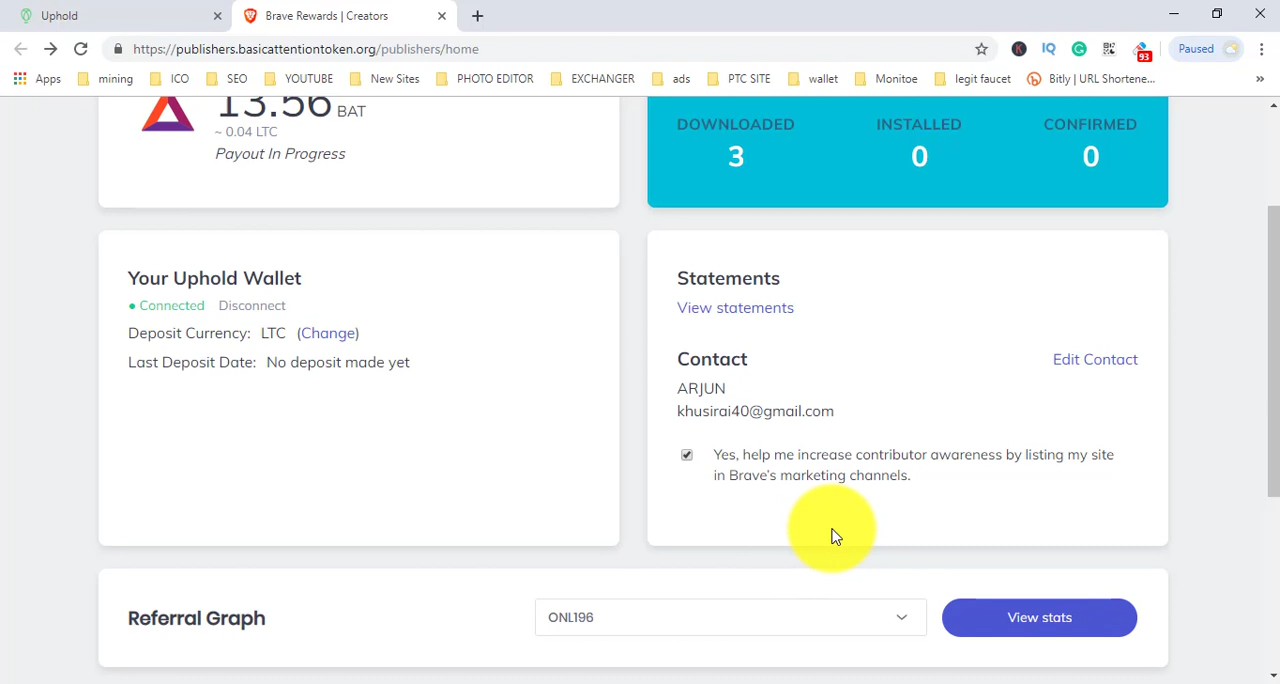 Uphold
Brave Rewards | Creators
https://publishers.basicattentiontoken.org/publishers/home
K
IQ
G
93
Paused
Apps
mining
ICO
SEO
YOUTUBE
New Sites
PHOTO EDITOR
EXCHANGER
ads
PTC SITE
wallet
Monitoe
legit faucet
Bitly | URL Shortene...
»
13.56 BAT
~ 0.04 LTC
Payout In Progress
DOWNLOADED INSTALLED CONFIRMED
3 0 0
Your Uphold Wallet
• Connected Disconnect
Deposit Currency: LTC (Change)
Last Deposit Date: No deposit made yet
Statements
View statements
Contact Edit Contact
ARJUN
khusirai40@gmail.com
Yes, help me increase contributor awareness by listing my site
in Brave's marketing channels.
Referral Graph ONL196 View stats